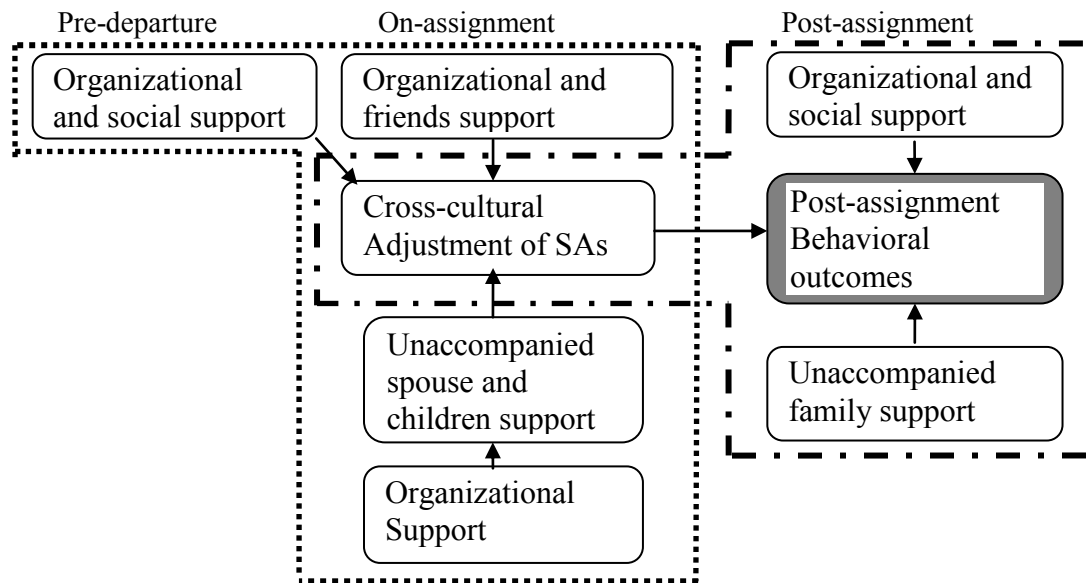 Pre-departure
On-assignment
Post-assignment
Organizational
and social support
Organizational and
friends support
Organizational and
social support
Cross-cultural
Adjustment of SAs
Post-assignment
Behavioral
outcomes
Unaccompanied
spouse and
children support
Unaccompanied
family support
Organizational
Support